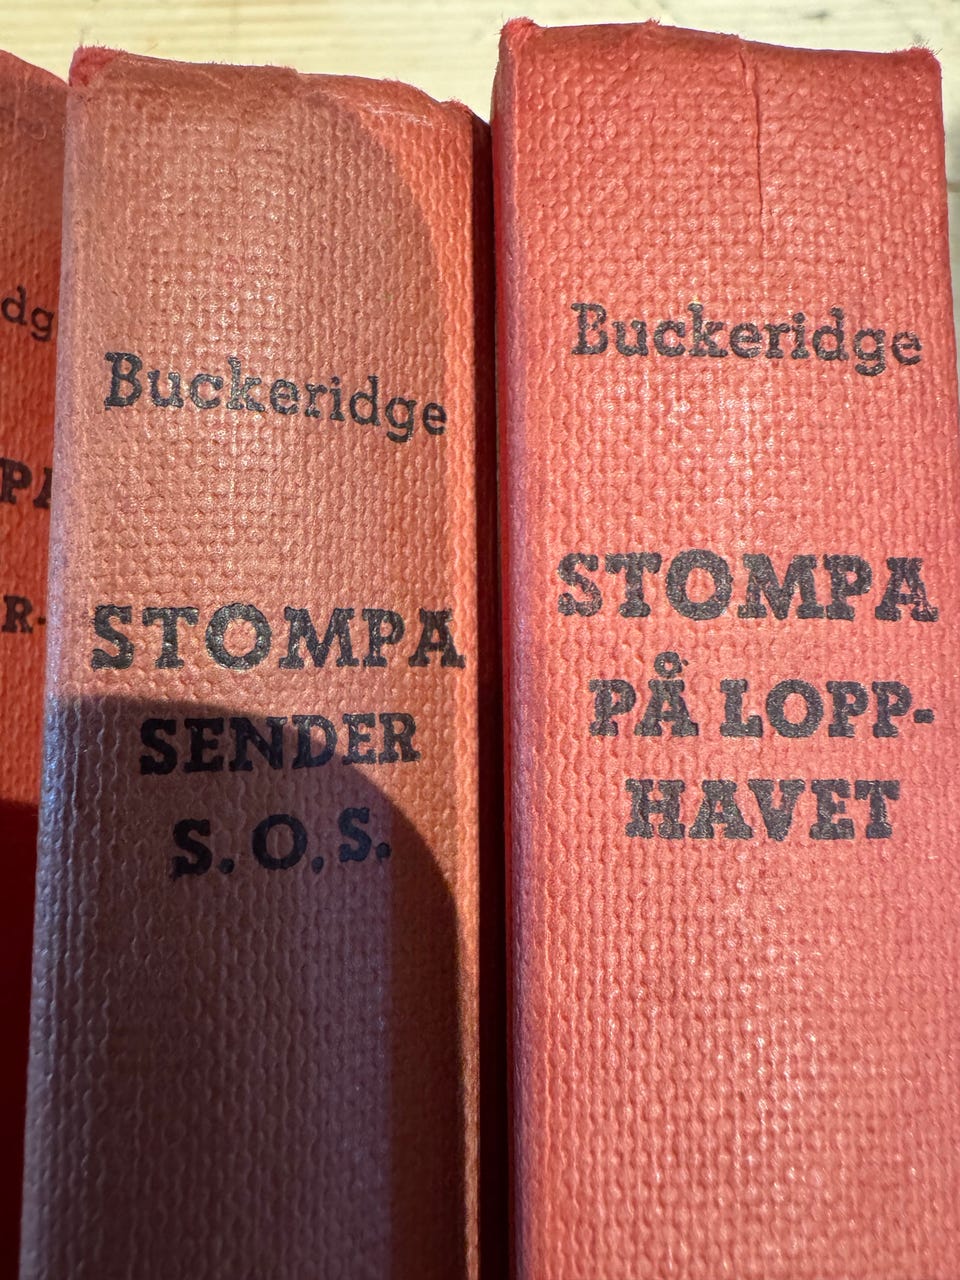 Buckeridge
STOMPA
SENDER
S.O.S.
Buckeridge
STOMPA
PÅ LOPP-
HAVET